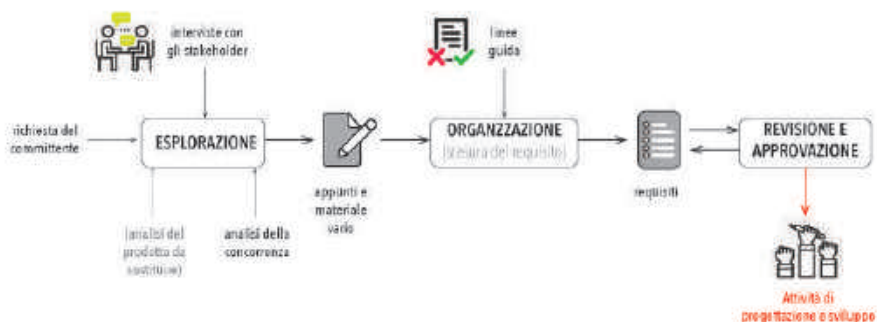 interviste con
gli stakeholder
linee
guida
richiesta del
committente
ESPLORAZIONE
ORGANZZAZIONE
(stesura del requisito)
REVISIONE E
APPROVAZIONE
appunti e
materiale
vario
requisiti
(analisi del
prodotto da
sostituire)
analisi della
concorrenza
Attività di
progettazione e sviluppo